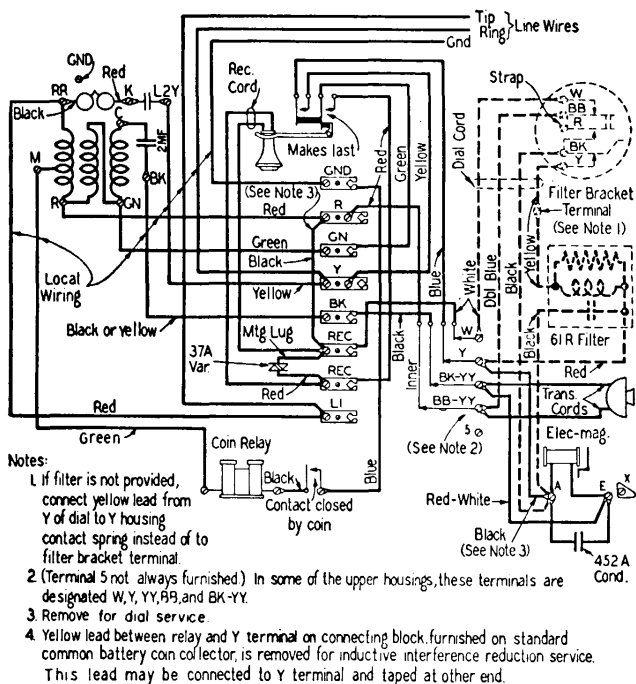 Tip
Ring
Line Wires
Gnd
GND
Red
RR
K
L2Y
Black
C
2MF
M
BK
R
GN
Rec.
Cord
Makes last
Red
Green
Yellow
Dial Cord
Strap
W
BB
R
BK
Y
Filter Bracket
Terminal
(See Note 1)
GND
(See Note 3)
Red
R
Green
GN
Black
Y
Yellow
Local
Wiring
BK
Black or yellow
Mtg Lug
REC
37A
Var.
Red
REC
LI
Red
Green
Blue
White
Dbl Blue
Black
Yellow
Black
61R Filter
Red
Black
Inner
W
Y
BK-YY
BB-YY
Trans.
Cords
(See Note 2)
S
Elec-mag.
Coin Relay
Black
Contact closed
by coin
Blue
Red-White
A
E
X
Black
(See Note 3)
452A
Cond.
Notes:
1. If filter is not provided,
connect yellow lead from
Y of dial to Y housing
contact spring instead of to
filter bracket terminal.
2. (Terminal S not always furnished.) In some of the upper housings, these terminals are
designated W, Y, YY, BB, and BK-YY.
3. Remove for dial service.
4. Yellow lead between relay and Y terminal on connecting block, furnished on standard
common battery coin collector, is removed for inductive interference reduction service.
This lead may be connected to Y terminal and taped at other end.